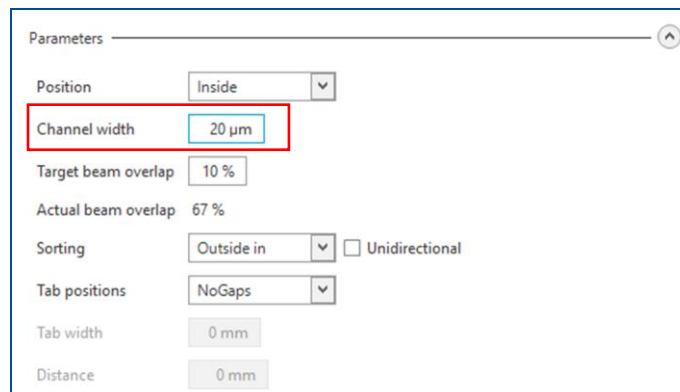 Parameters
Position Inside
Channel width 20 µm
Target beam overlap 10 %
Actual beam overlap 67 %
Sorting Outside in Unidirectional
Tab positions NoGaps
Tab width 0 mm
Distance 0 mm